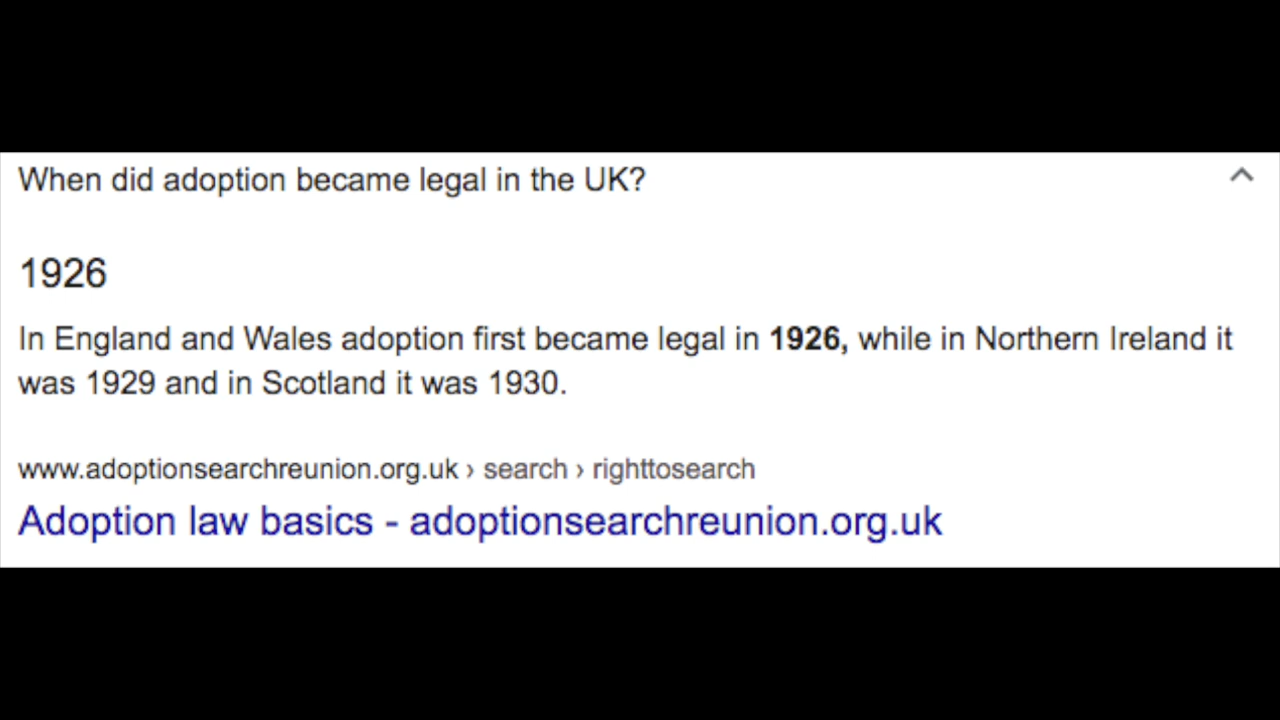 When did adoption became legal in the UK?
1926
In England and Wales adoption first became legal in 1926, while in Northern Ireland it
was 1929 and in Scotland it was 1930.
www.adoptionsearchreunion.org.uk › search › righttosearch
Adoption law basics - adoptionsearchreunion.org.uk